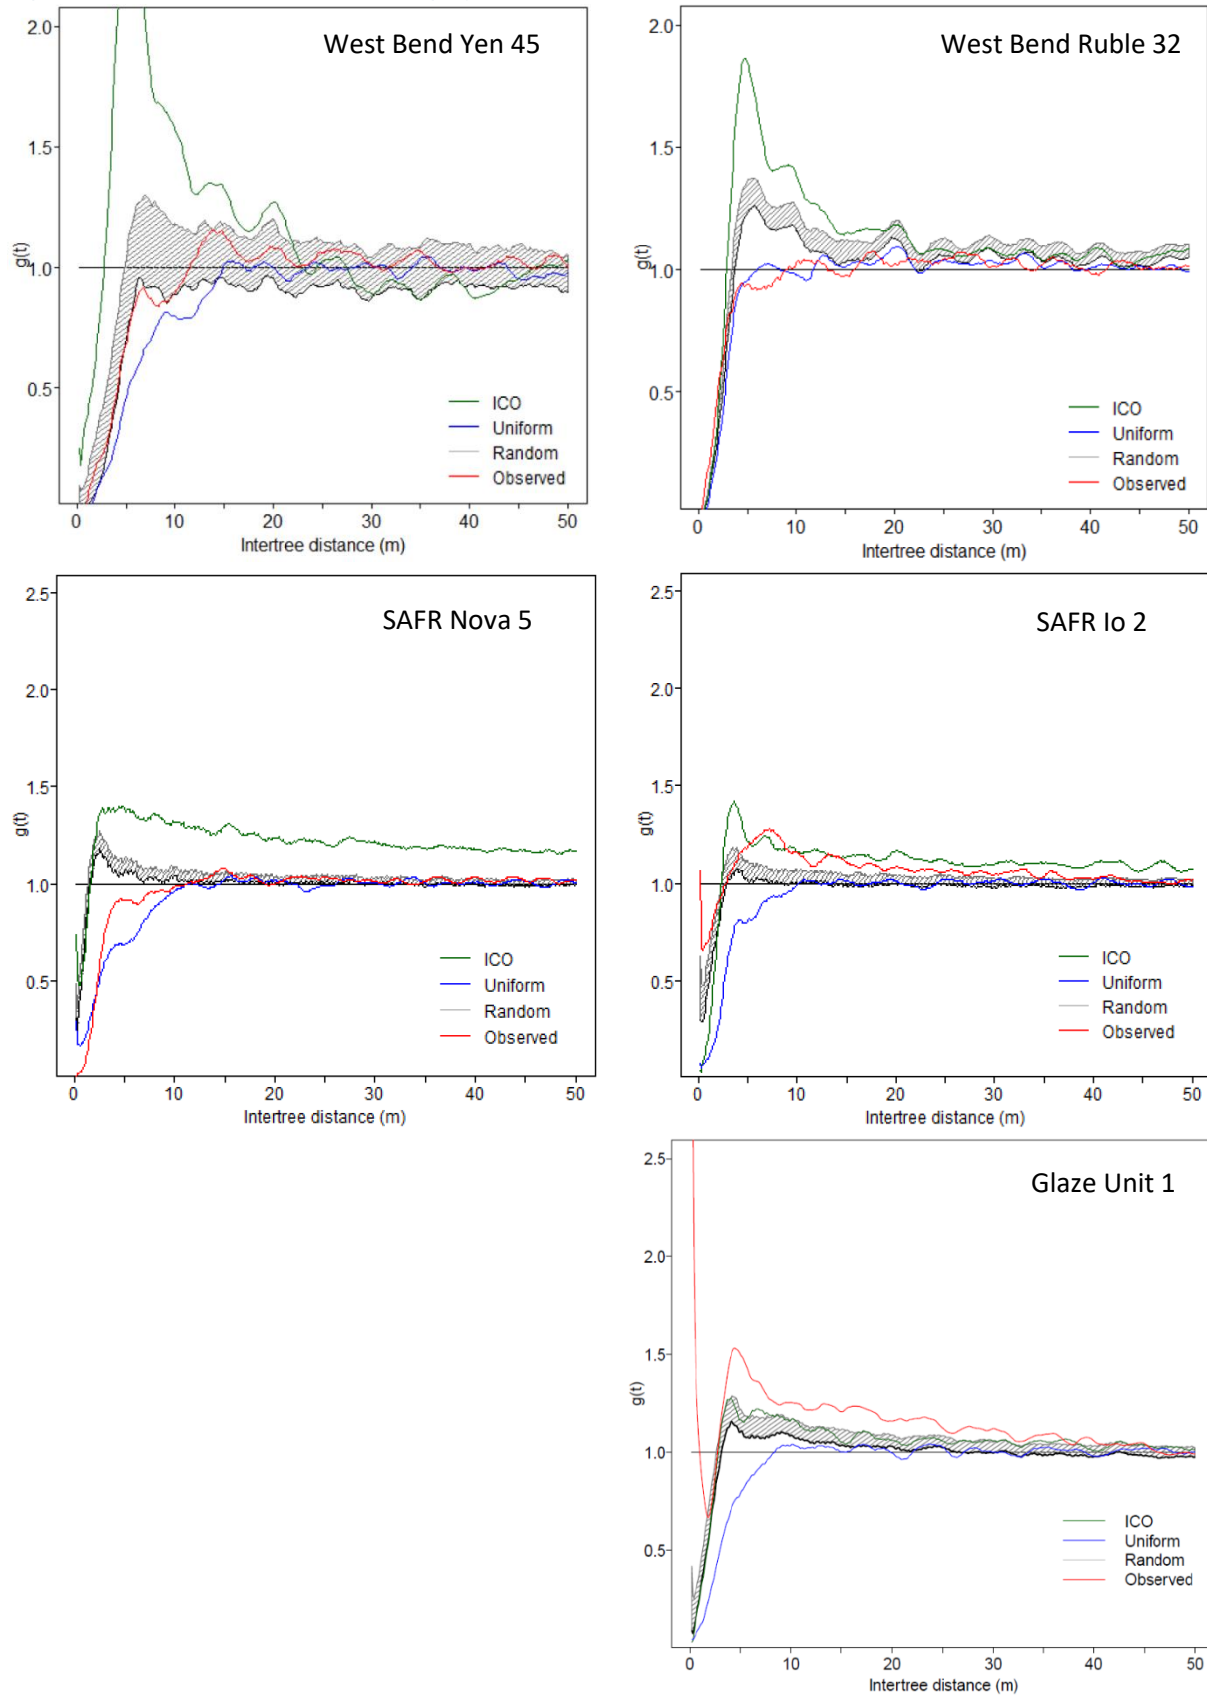 West Bend Yen 45
2.0
1.5
1.0
0.5
g(t)
ICO
Uniform
Random
Observed
0 10 20 30 40 50
Intertree distance (m)
West Bend Ruble 32
2.0
1.5
1.0
0.5
g(t)
ICO
Uniform
Random
Observed
0 10 20 30 40 50
Intertree distance (m)
SAFR Nova 5
2.5
2.0
1.5
1.0
0.5
g(t)
ICO
Uniform
Random
Observed
0 10 20 30 40 50
Intertree distance (m)
SAFR Io 2
2.5
2.0
1.5
1.0
0.5
g(t)
ICO
Uniform
Random
Observed
0 10 20 30 40 50
Intertree distance (m)
Glaze Unit 1
2.5
2.0
1.5
1.0
0.5
g(t)
ICO
Uniform
Random
Observed
0 10 20 30 40 50
Intertree distance (m)